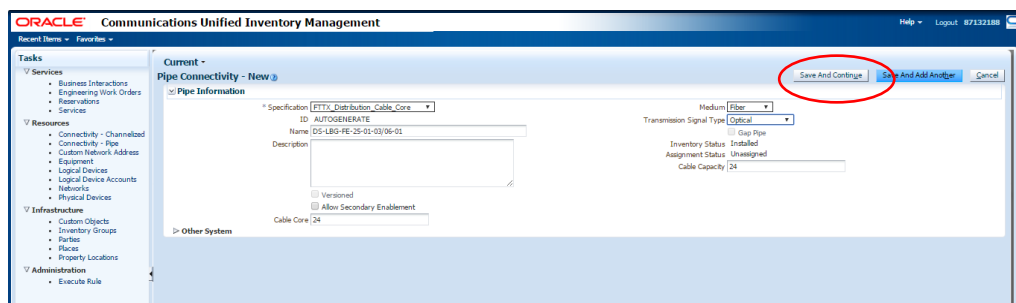 ORACLE Communications Unified Inventory Management
Help Logout 87132188
Recent Items Favorites
Tasks
Services
Business Interactions
Engineering Work Orders
Reservations
Services
Resources
Connectivity - Channelized
Connectivity - Pipe
Custom Network Address
Equipment
Logical Devices
Logical Device Accounts
Networks
Physical Devices
Infrastructure
Custom Objects
Inventory Groups
Parties
Places
Property Locations
Administration
Execute Rule
Current
Pipe Connectivity - New
Save And Continue Save And Add Another Cancel
Pipe Information
* Specification FTTX_Distribution_Cable_Core
ID AUTOGENERATE
Name DS-LBG-FE-25-01-03/06-01
Description
Versioned
Allow Secondary Enablement
Cable Core 24
Medium Fiber
Transmission Signal Type Optical
Gap Pipe
Inventory Status Installed
Assignment Status Unassigned
Cable Capacity 24
Other System